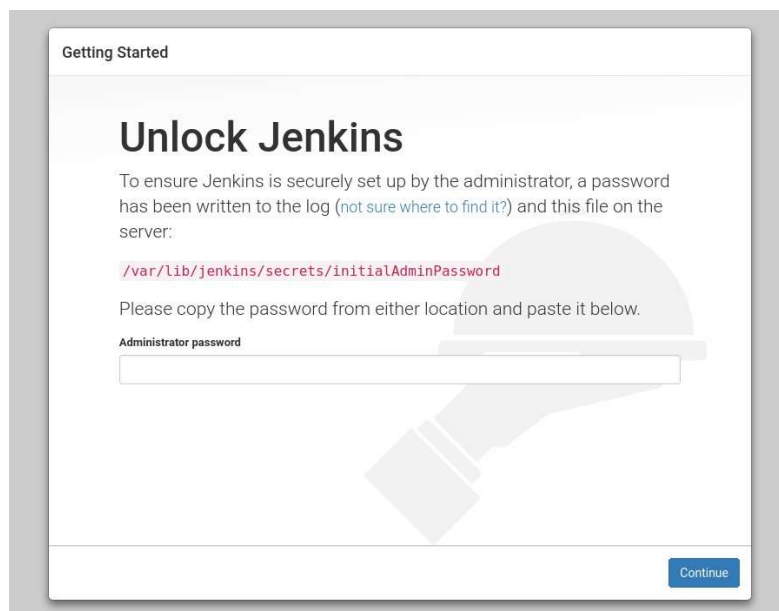 Getting Started
Unlock Jenkins
To ensure Jenkins is securely set up by the administrator, a password
has been written to the log (not sure where to find it?) and this file on the
server:
/var/lib/jenkins/secrets/initialAdminPassword
Please copy the password from either location and paste it below.
Administrator password
Continue